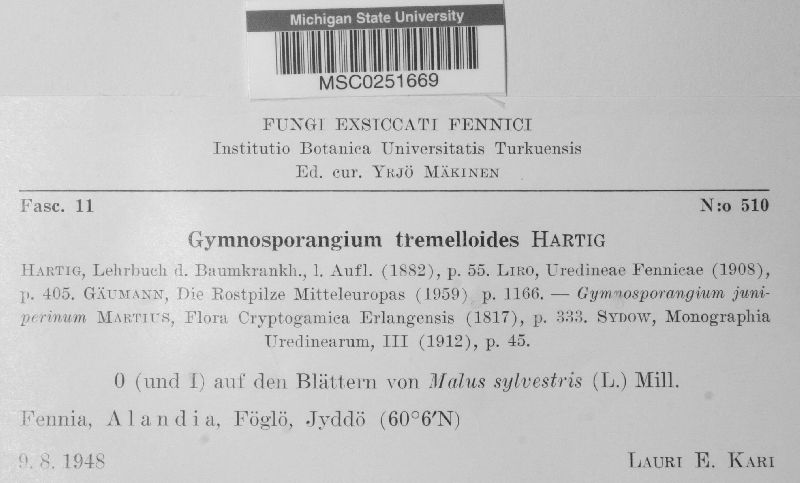 Michigan State University
MSC0251669
FUNGI EXSICCATI FENNICI
Institutio Botanica Universitatis Turkuensis
Ed. cur. YRJÖ MÄKINEN
Fasc. 11 N:o 510
Gymnosporangium tremelloides HARTIG
HARTIG, Lehrbuch d. Baumkrankh., 1. Aufl. (1882), p. 55. LIRO, Uredineae Fennicae (1908),
p. 405. GÄUMANN, Die Rostpilze Mitteleuropas (1959) p. 1166. — Gymnosporangium juni-
perinum MARTIUS, Flora Cryptogamica Erlangensis (1817), p. 333. SYDOW, Monographia
Uredinearum, III (1912), p. 45.
0 (und I) auf den Blättern von Malus sylvestris (L.) Mill.
Fennia, Alandia, Föglö, Jyddö (60°6′N)
9. 8. 1948 LAURI E. KARI